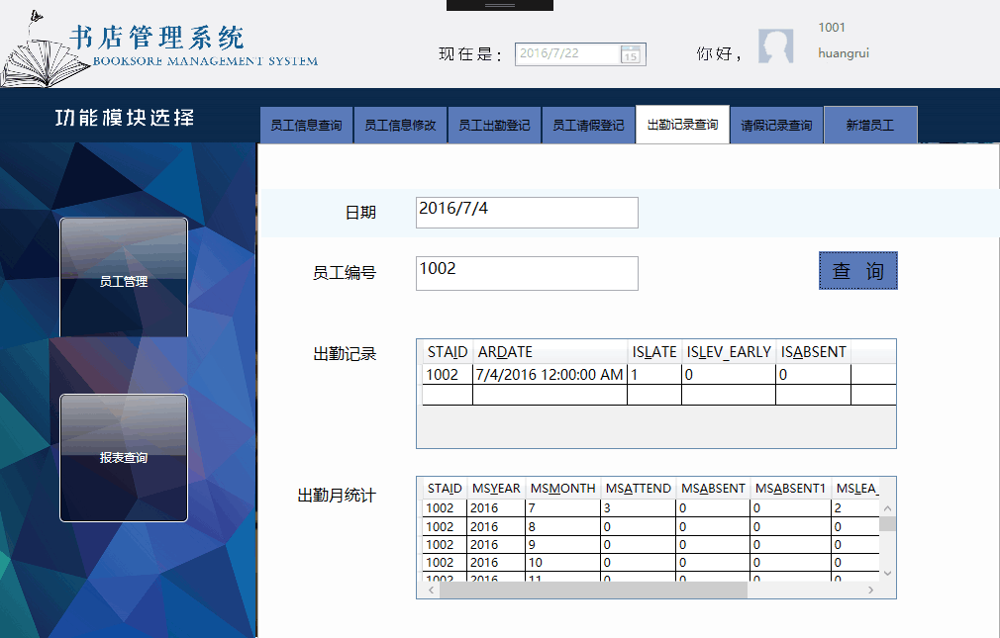 书店管理系统
BOOKSORE MANAGEMENT SYSTEM
现在是：
2016/7/22
15
你好，
1001
huangrui
功能模块选择
员工信息查询 员工信息修改 员工出勤登记 员工请假登记 出勤记录查询 请假记录查询 新增员工
员工管理
报表查询
日期 2016/7/4
员工编号 1002
查 询
出勤记录
STAID ARDATE ISLATE ISLEV_EARLY ISABSENT
1002 7/4/2016 12:00:00 AM 1 0 0
出勤月统计
STAID MSYEAR MSMONTH MSATTEND MSABSENT MSABSENT1 MSLEA_
1002 2016 7 3 0 0 2
1002 2016 8 0 0 0 0
1002 2016 9 0 0 0 0
1002 2016 10 0 0 0 0
1002 2016 11 0 0 0 0